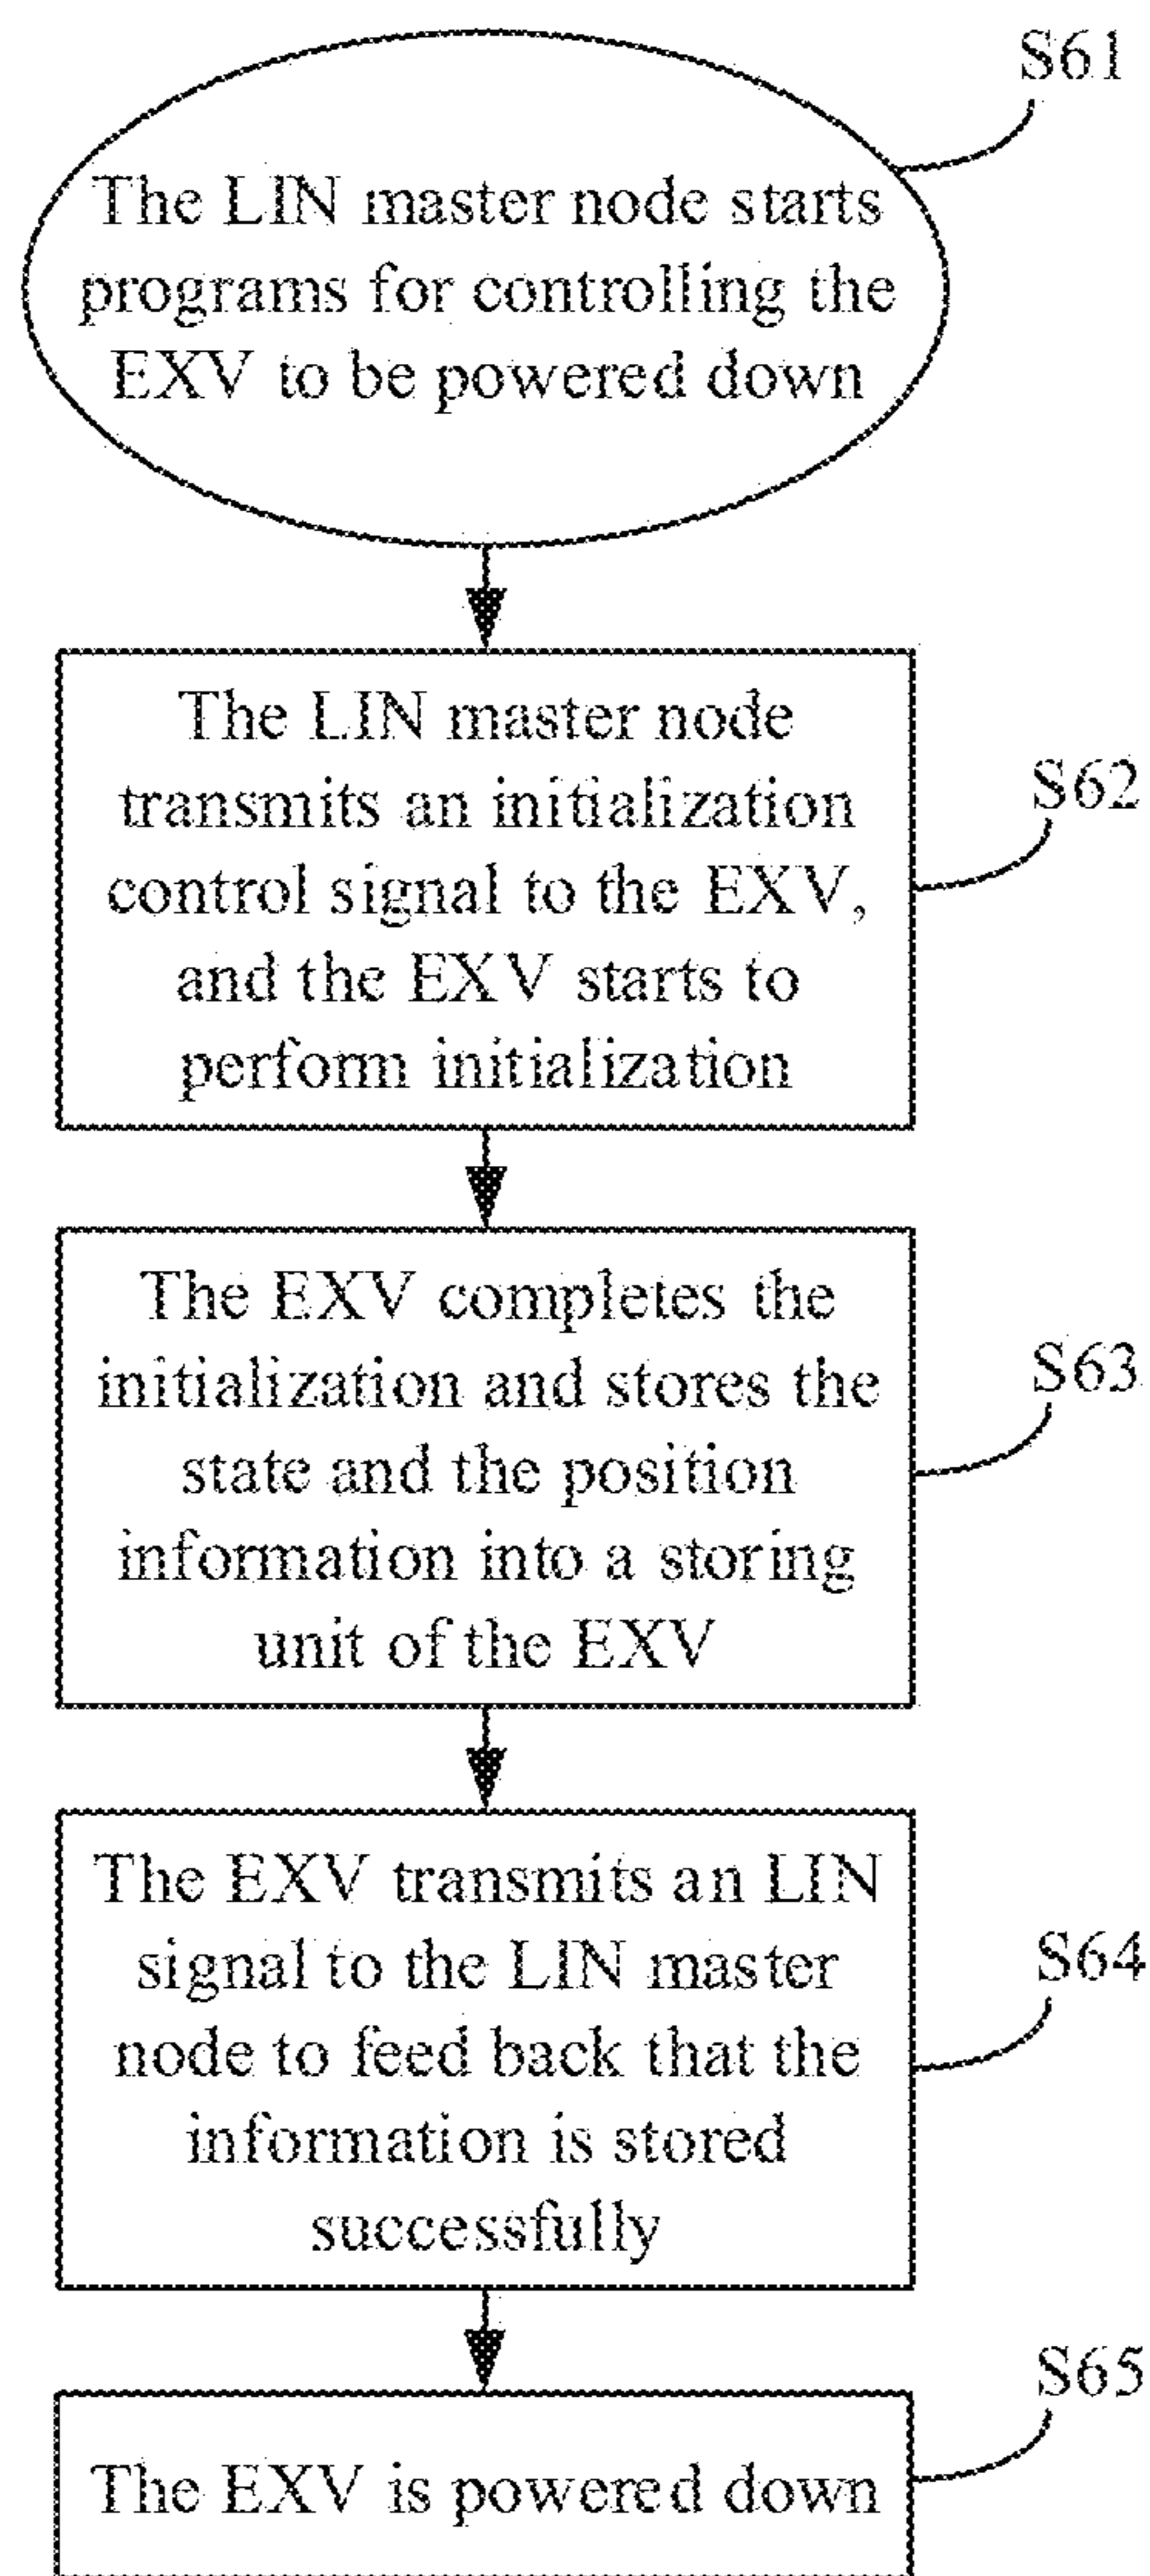 S61
The LIN master node starts
programs for controlling the
EXV to be powered down
The LIN master node
transmits an initialization
control signal to the EXV,
and the EXV starts to
perform initialization
S62
The EXV completes the
initialization and stores the
state and the position
information into a storing
unit of the EXV
S63
The EXV transmits an LIN
signal to the LIN master
node to feed back that the
information is stored
successfully
S64
The EXV is powered down
S65